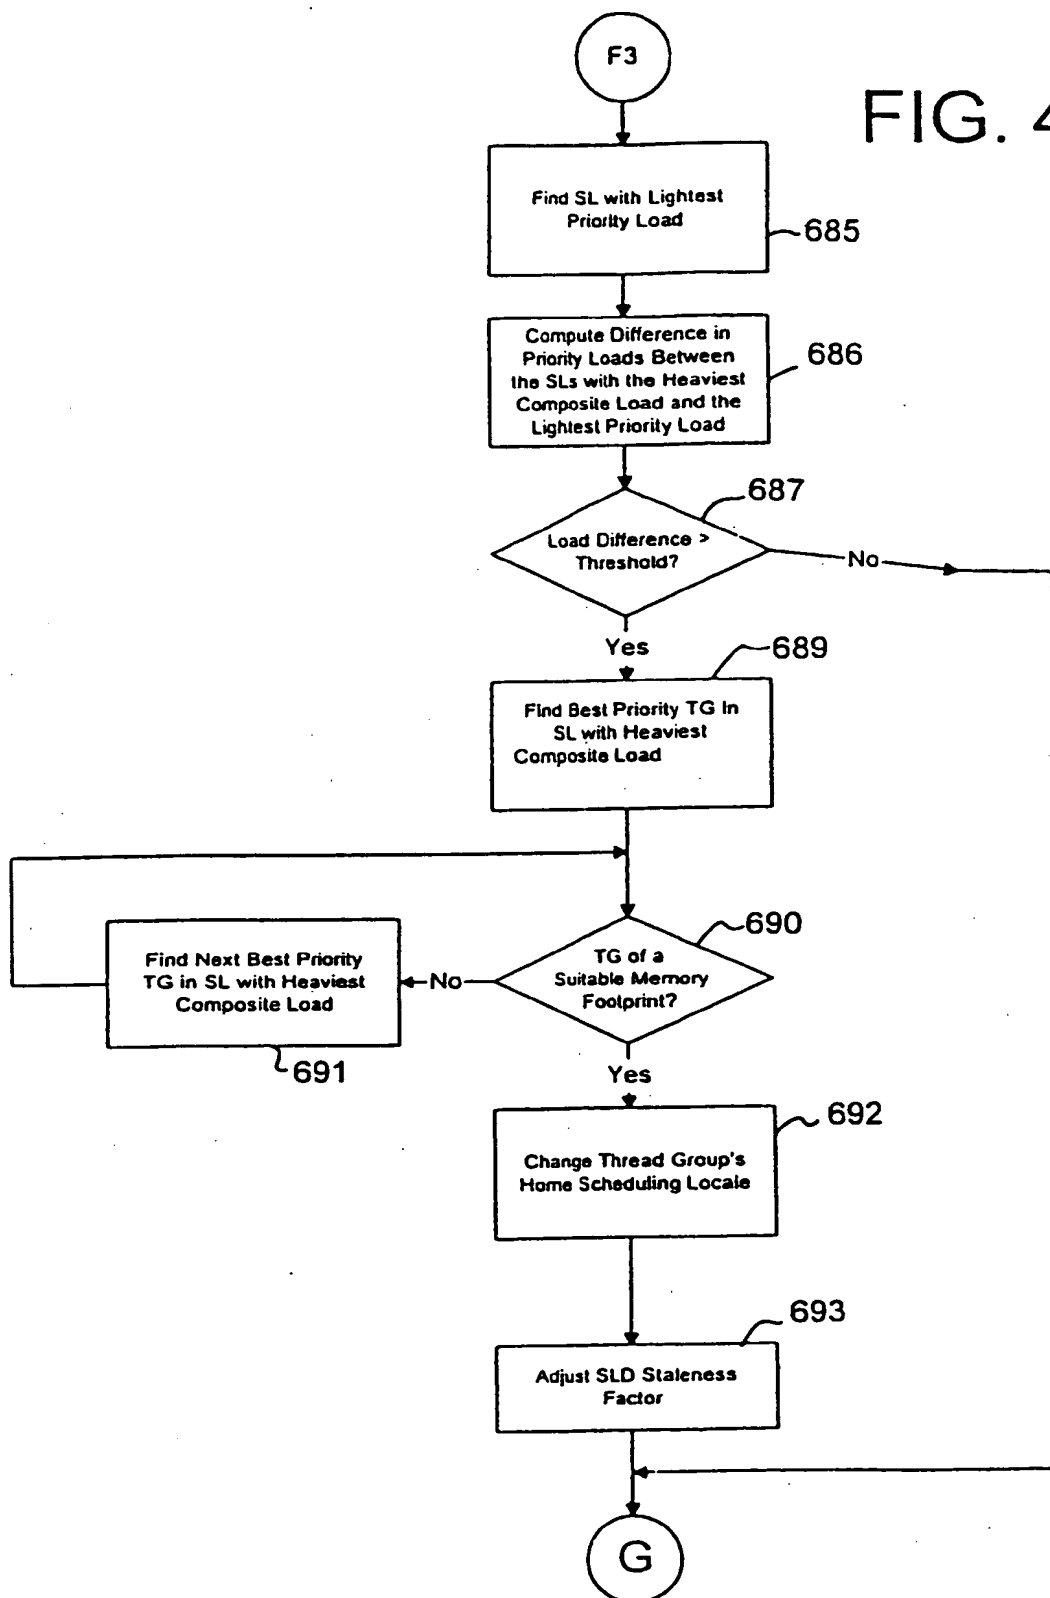 F3
FIG. 4
Find SL with Lightest
Priority Load
685
Compute Difference in
Priority Loads Between
the SLs with the Heaviest
Composite Load and the
Lightest Priority Load
686
687
Load Difference >
Threshold?
No
Yes
689
Find Best Priority TG In
SL with Heaviest
Composite Load
690
TG of a
Suitable Memory
Footprint?
No
Find Next Best Priority
TG in SL with Heaviest
Composite Load
691
Yes
692
Change Thread Group's
Home Scheduling Locale
693
Adjust SLD Staleness
Factor
G